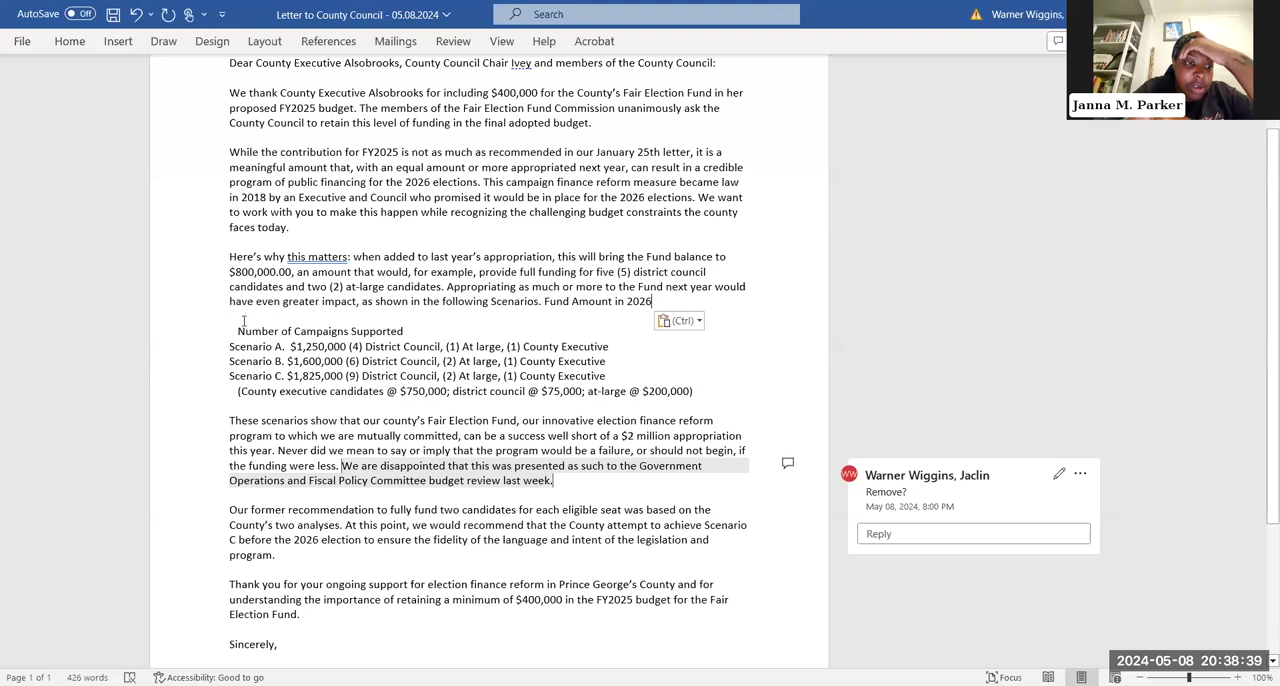 AutoSave Off Letter to County Council - 05.08.2024 Search Warner Wiggins,
File Home Insert Draw Design Layout References Mailings Review View Help Acrobat
Dear County Executive Alsobrooks, County Council Chair Ivey and members of the County Council:
We thank County Executive Alsobrooks for including $400,000 for the County's Fair Election Fund in her
proposed FY2025 budget. The members of the Fair Election Fund Commission unanimously ask the
County Council to retain this level of funding in the final adopted budget.
While the contribution for FY2025 is not as much as recommended in our January 25th letter, it is a
meaningful amount that, with an equal amount or more appropriated next year, can result in a credible
program of public financing for the 2026 elections. This campaign finance reform measure became law
in 2018 by an Executive and Council who promised it would be in place for the 2026 elections. We want
to work with you to make this happen while recognizing the challenging budget constraints the county
faces today.
Here's why this matters: when added to last year's appropriation, this will bring the Fund balance to
$800,000.00, an amount that would, for example, provide full funding for five (5) district council
candidates and two (2) at-large candidates. Appropriating as much or more to the Fund next year would
have even greater impact, as shown in the following Scenarios. Fund Amount in 2026
(Ctrl)
Number of Campaigns Supported
Scenario A. $1,250,000 (4) District Council, (1) At large, (1) County Executive
Scenario B. $1,600,000 (6) District Council, (2) At large, (1) County Executive
Scenario C. $1,825,000 (9) District Council, (2) At large, (1) County Executive
(County executive candidates @ $750,000; district council @ $75,000; at-large @ $200,000)
These scenarios show that our county's Fair Election Fund, our innovative election finance reform
program to which we are mutually committed, can be a success well short of a $2 million appropriation
this year. Never did we mean to say or imply that the program would be a failure, or should not begin, if
the funding were less. We are disappointed that this was presented as such to the Government
Operations and Fiscal Policy Committee budget review last week.
Our former recommendation to fully fund two candidates for each eligible seat was based on the
County's two analyses. At this point, we would recommend that the County attempt to achieve Scenario
C before the 2026 election to ensure the fidelity of the language and intent of the legislation and
program.
Thank you for your ongoing support for election finance reform in Prince George's County and for
understanding the importance of retaining a minimum of $400,000 in the FY2025 budget for the Fair
Election Fund.
Sincerely,
WW Warner Wiggins, Jaclin
Remove?
May 08, 2024, 8:00 PM
Reply
Janna M. Parker
2024-05-08 20:38:39
Page 1 of 1 426 words Accessibility: Good to go Focus 100%